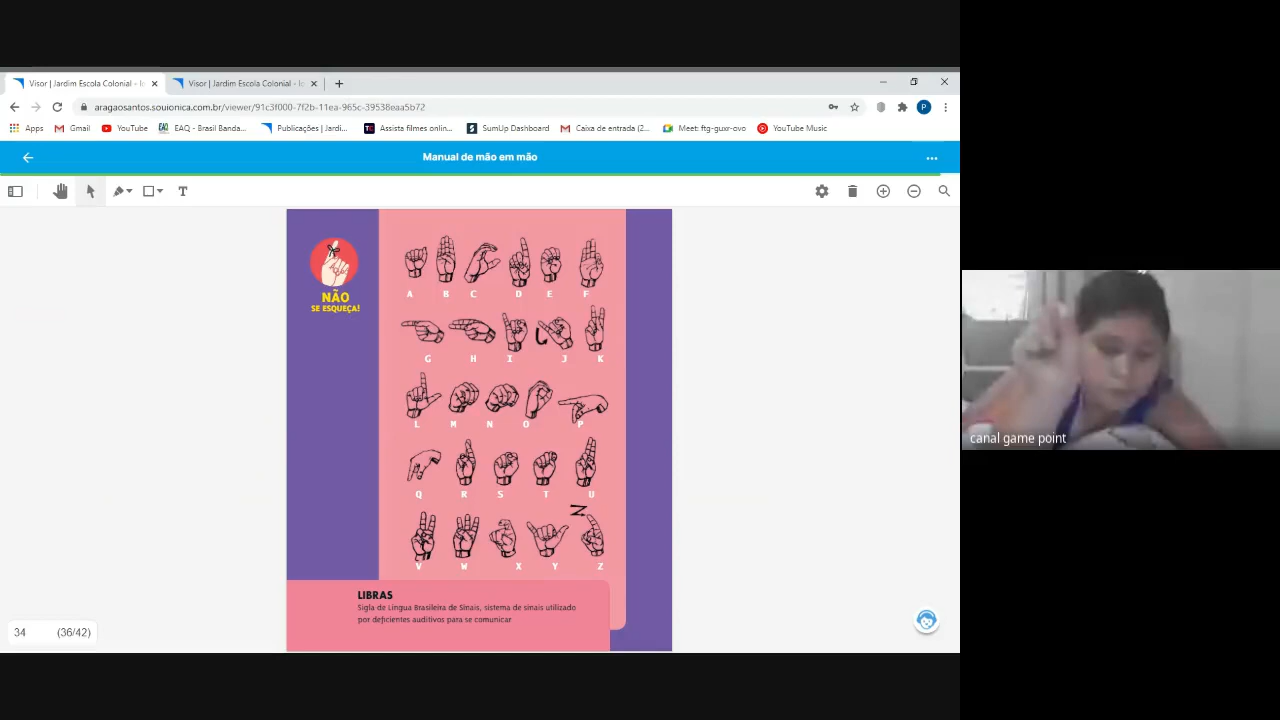 Visor | Jardim Escola Colonial - Io
Visor | Jardim Escola Colonial - Io
aragaosantos.souionica.com.br/viewer/91c3f000-7f2b-11ea-965c-39538eaa5b72
P
Apps
Gmail
YouTube
EAQ - Brasil Banda...
Publicações | Jardi...
Assista filmes onlin...
SumUp Dashboard
Caixa de entrada (2...
Meet: ftg-guxr-ovo
YouTube Music
Manual de mão em mão
T
NÃO
SE ESQUEÇA!
A B C D E F
G H I J K
L M N O P
Q R S T U
Z
V W X Y Z
LIBRAS
Sigla de Língua Brasileira de Sinais, sistema de sinais utilizado
por deficientes auditivos para se comunicar
34 (36/42)
canal game point